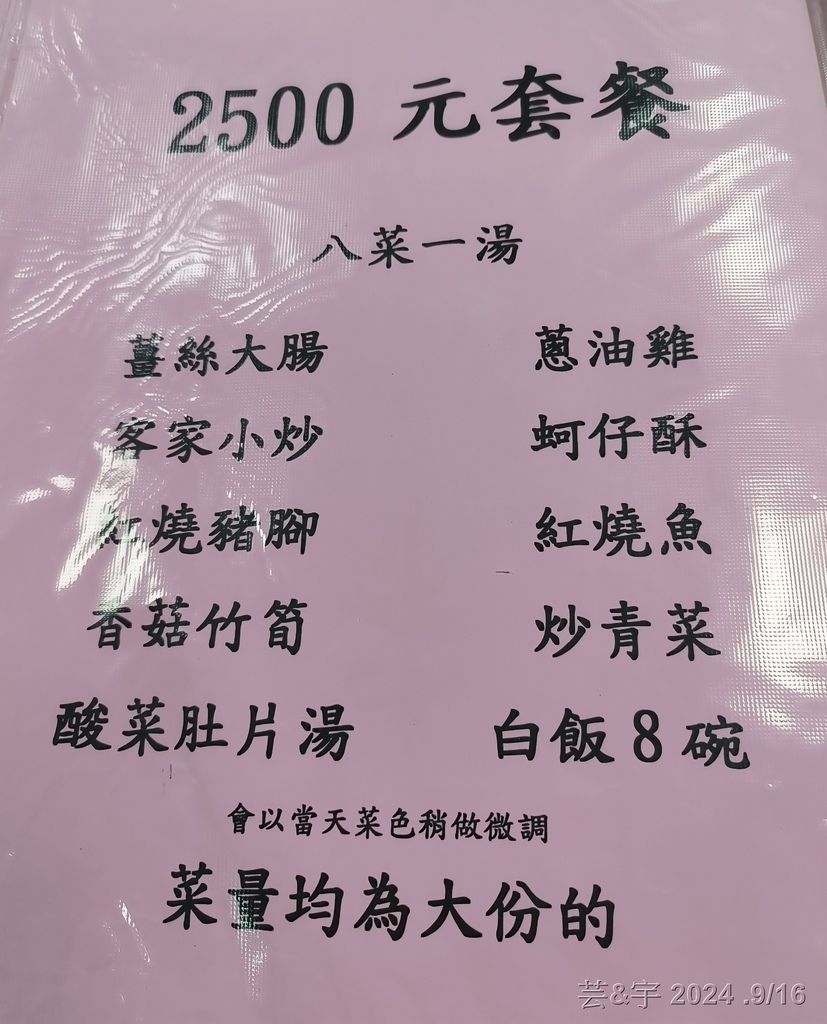 2500 元套餐
八菜一湯
薑絲大腸 蔥油雞
客家小炒 蚵仔酥
紅燒豬腳 紅燒魚
香菇竹筍 炒青菜
酸菜肚片湯 白飯 8 碗
會以當天菜色稍做微調
菜量均為大份的
芸&宇 2024 .9/16